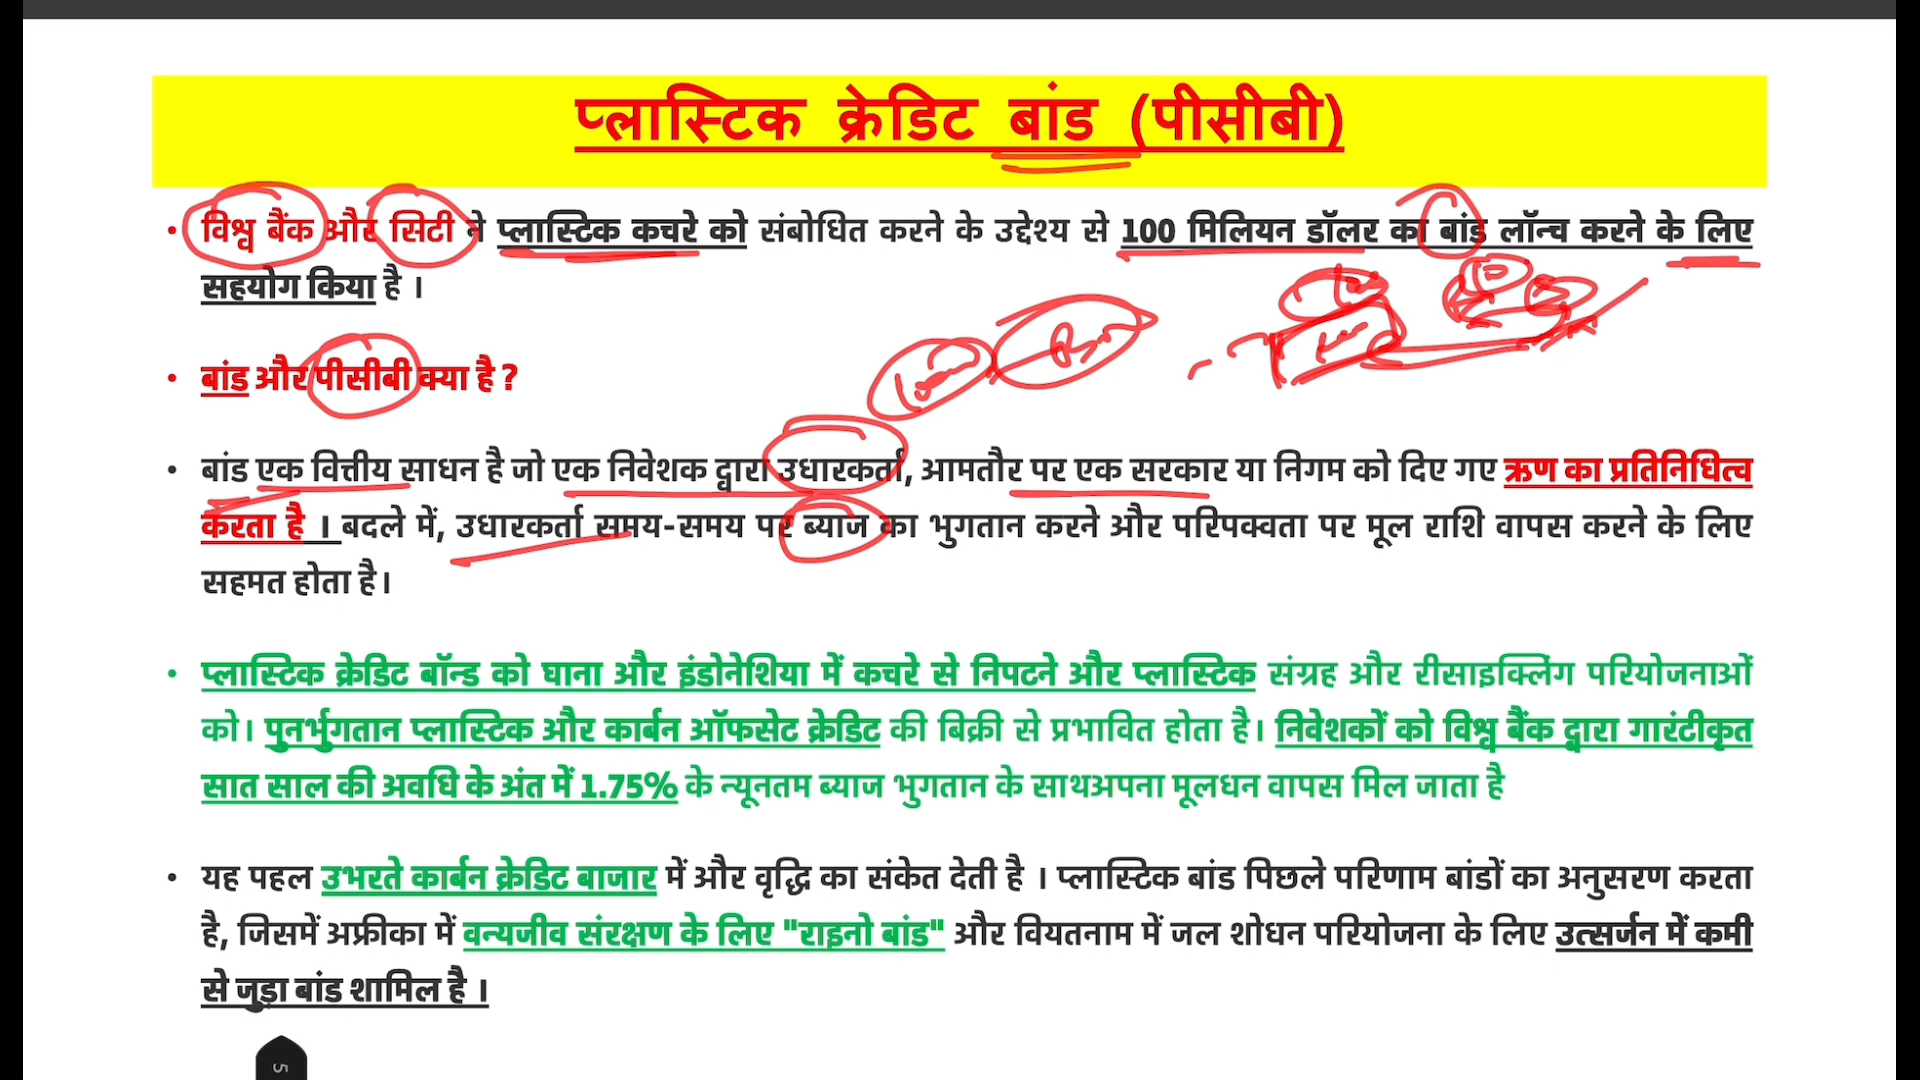 प्लास्टिक क्रेडिट बांड (पीसीबी)
• विश्व बैंक और सिटी ने प्लास्टिक कचरे को संबोधित करने के उद्देश्य से 100 मिलियन डॉलर का बांड लॉन्च करने के लिए
सहयोग किया है ।
• बांड और पीसीबी क्या है ?
• बांड एक वित्तीय साधन है जो एक निवेशक द्वारा उधारकर्ता, आमतौर पर एक सरकार या निगम को दिए गए ऋण का प्रतिनिधित्व
करता है । बदले में, उधारकर्ता समय-समय पर ब्याज का भुगतान करने और परिपक्वता पर मूल राशि वापस करने के लिए
सहमत होता है।
• प्लास्टिक क्रेडिट बॉन्ड को घाना और इंडोनेशिया में कचरे से निपटने और प्लास्टिक संग्रह और रीसाइक्लिंग परियोजनाओं
को। पुनर्भुगतान प्लास्टिक और कार्बन ऑफसेट क्रेडिट की बिक्री से प्रभावित होता है। निवेशकों को विश्व बैंक द्वारा गारंटीकृत
सात साल की अवधि के अंत में 1.75% के न्यूनतम ब्याज भुगतान के साथअपना मूलधन वापस मिल जाता है
• यह पहल उभरते कार्बन क्रेडिट बाजार में और वृद्धि का संकेत देती है । प्लास्टिक बांड पिछले परिणाम बांडों का अनुसरण करता
है, जिसमें अफ्रीका में वन्यजीव संरक्षण के लिए "राइनो बांड" और वियतनाम में जल शोधन परियोजना के लिए उत्सर्जन में कमी
से जुड़ा बांड शामिल है ।
5